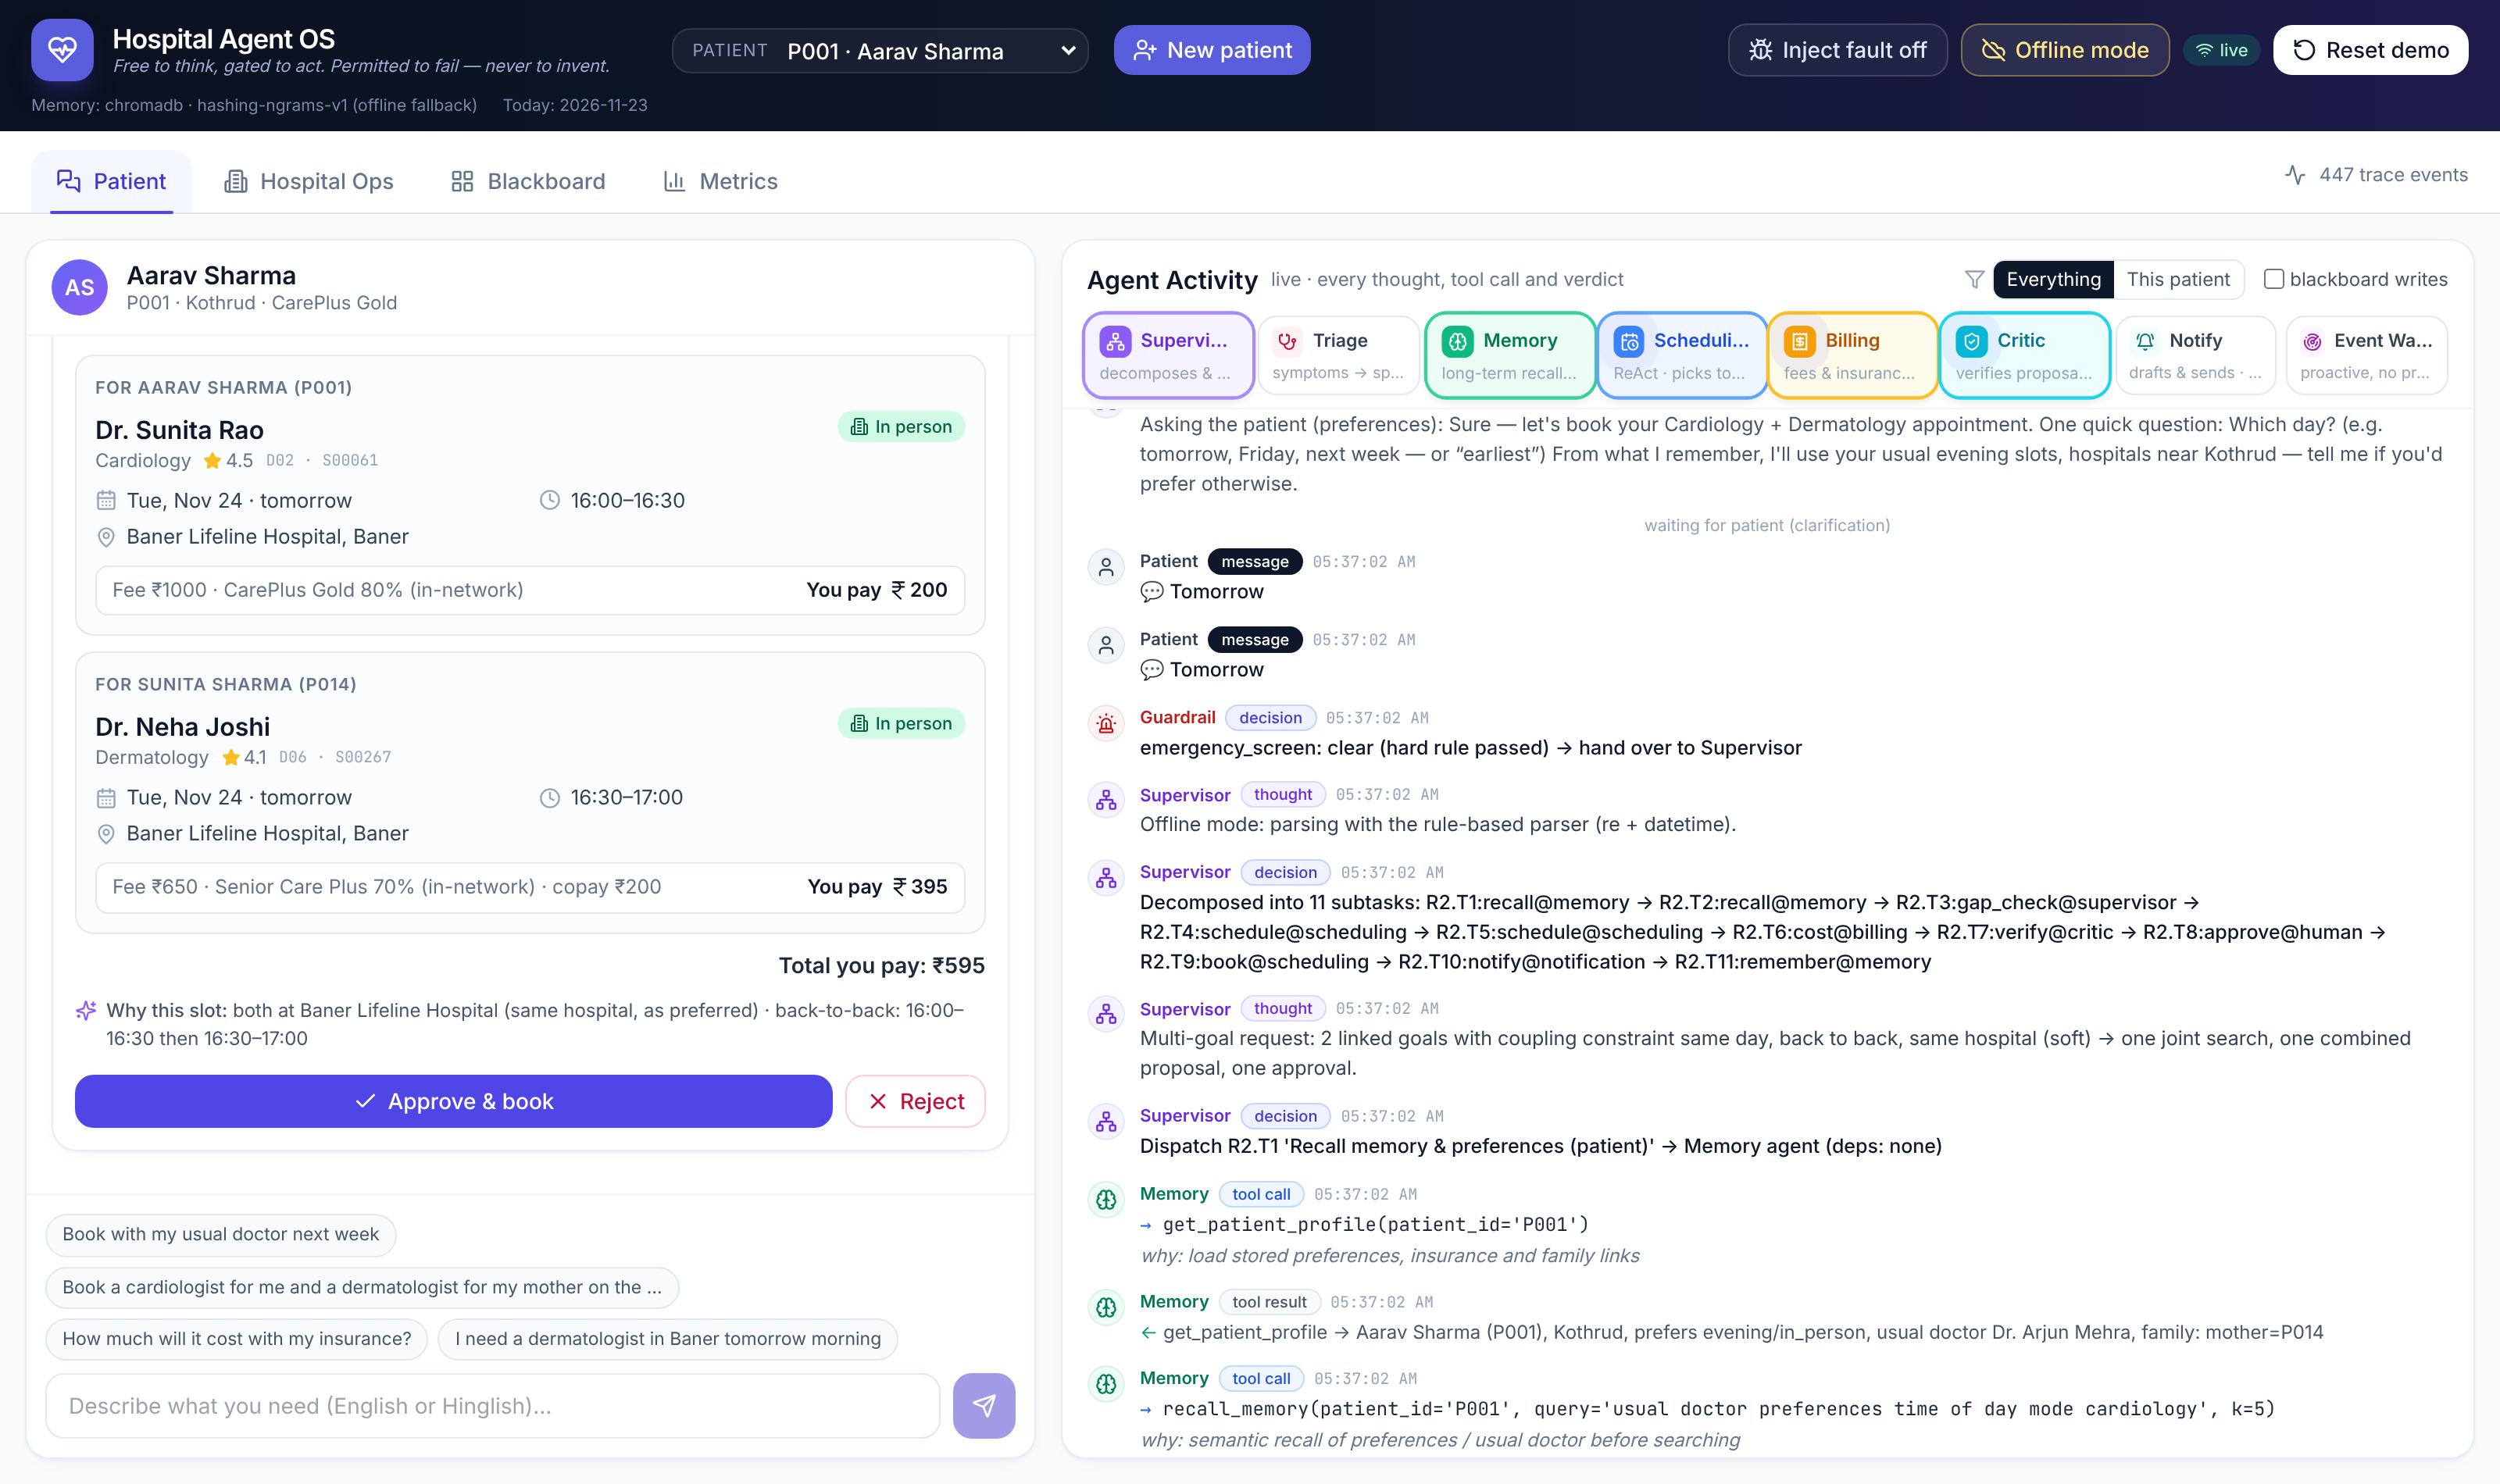 Hospital Agent OS
Free to think, gated to act. Permitted to fail — never to invent.
Memory: chromadb · hashing-ngrams-v1 (offline fallback) Today: 2026-11-23
PATIENT P001 · Aarav Sharma
New patient
Inject fault off
Offline mode
live
Reset demo
Patient
Hospital Ops
Blackboard
Metrics
447 trace events
AS
Aarav Sharma
P001 · Kothrud · CarePlus Gold
FOR AARAV SHARMA (P001)
Dr. Sunita Rao
In person
Cardiology 4.5 D02 · S00061
Tue, Nov 24 · tomorrow
16:00–16:30
Baner Lifeline Hospital, Baner
Fee ₹1000 · CarePlus Gold 80% (in-network)
You pay ₹200
FOR SUNITA SHARMA (P014)
Dr. Neha Joshi
In person
Dermatology 4.1 D06 · S00267
Tue, Nov 24 · tomorrow
16:30–17:00
Baner Lifeline Hospital, Baner
Fee ₹650 · Senior Care Plus 70% (in-network) · copay ₹200
You pay ₹395
Total you pay: ₹595
Why this slot: both at Baner Lifeline Hospital (same hospital, as preferred) · back-to-back: 16:00–
16:30 then 16:30–17:00
Approve & book
Reject
Book with my usual doctor next week
Book a cardiologist for me and a dermatologist for my mother on the ...
How much will it cost with my insurance?
I need a dermatologist in Baner tomorrow morning
Describe what you need (English or Hinglish)...
Agent Activity live · every thought, tool call and verdict
Everything
This patient
blackboard writes
Supervi...
decomposes & ...
Triage
symptoms → sp...
Memory
long-term recall...
Scheduli...
ReAct · picks to...
Billing
fees & insuranc...
Critic
verifies proposa...
Notify
drafts & sends · ...
Event Wa...
proactive, no pr...
Asking the patient (preferences): Sure — let's book your Cardiology + Dermatology appointment. One quick question: Which day? (e.g.
tomorrow, Friday, next week — or “earliest”) From what I remember, I'll use your usual evening slots, hospitals near Kothrud — tell me if you'd
prefer otherwise.
waiting for patient (clarification)
Patient message 05:37:02 AM
Tomorrow
Patient message 05:37:02 AM
Tomorrow
Guardrail decision 05:37:02 AM
emergency_screen: clear (hard rule passed) → hand over to Supervisor
Supervisor thought 05:37:02 AM
Offline mode: parsing with the rule-based parser (re + datetime).
Supervisor decision 05:37:02 AM
Decomposed into 11 subtasks: R2.T1:recall@memory → R2.T2:recall@memory → R2.T3:gap_check@supervisor →
R2.T4:schedule@scheduling → R2.T5:schedule@scheduling → R2.T6:cost@billing → R2.T7:verify@critic → R2.T8:approve@human →
R2.T9:book@scheduling → R2.T10:notify@notification → R2.T11:remember@memory
Supervisor thought 05:37:02 AM
Multi-goal request: 2 linked goals with coupling constraint same day, back to back, same hospital (soft) → one joint search, one combined
proposal, one approval.
Supervisor decision 05:37:02 AM
Dispatch R2.T1 'Recall memory & preferences (patient)' → Memory agent (deps: none)
Memory tool call 05:37:02 AM
→ get_patient_profile(patient_id='P001')
why: load stored preferences, insurance and family links
Memory tool result 05:37:02 AM
← get_patient_profile → Aarav Sharma (P001), Kothrud, prefers evening/in_person, usual doctor Dr. Arjun Mehra, family: mother=P014
Memory tool call 05:37:02 AM
→ recall_memory(patient_id='P001', query='usual doctor preferences time of day mode cardiology', k=5)
why: semantic recall of preferences / usual doctor before searching